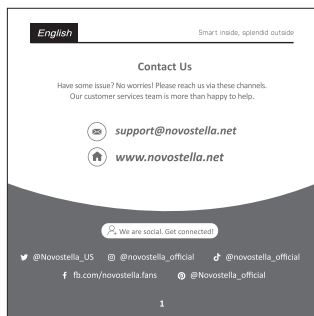 English
Smart inside, splendid outside
Contact Us
Have some issue? No worries! Please reach us via these channels.
Our customer services team is more than happy to help.
support@novostella.net
www.novostella.net
We are social. Get connected!
@Novostella_US @novostella_official @novostella_official
fb.com/novostella.fans @Novostella_official
1